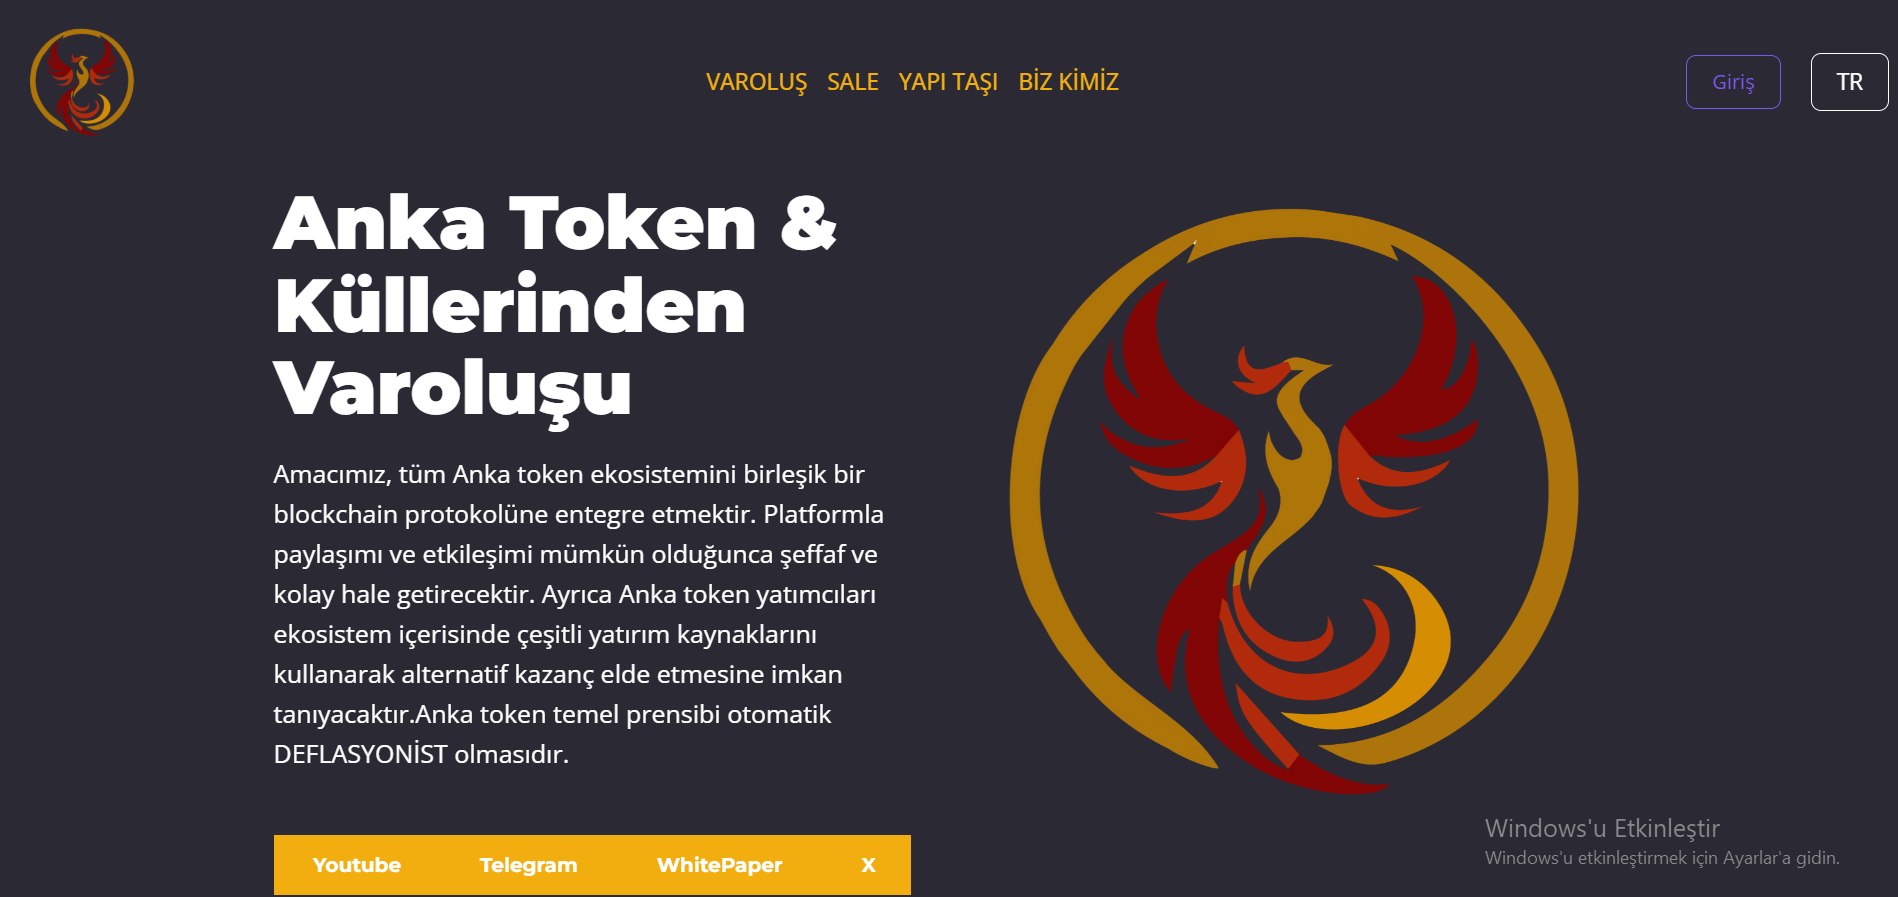 VAROLUŞ SALE YAPI TAŞI BİZ KİMİZ
Giriş
TR
Anka Token &
Küllerinden
Varoluşu
Amacımız, tüm Anka token ekosistemini birleşik bir
blockchain protokolüne entegre etmektir. Platformla
paylaşımı ve etkileşimi mümkün olduğunca şeffaf ve
kolay hale getirecektir. Ayrıca Anka token yatımcıları
ekosistem içerisinde çeşitli yatırım kaynaklarını
kullanarak alternatif kazanç elde etmesine imkan
tanıyacaktır.Anka token temel prensibi otomatik
DEFLASYONİST olmasıdır.
Youtube Telegram WhitePaper X
Windows'u Etkinleştir
Windows'u etkinleştirmek için Ayarlar'a gidin.